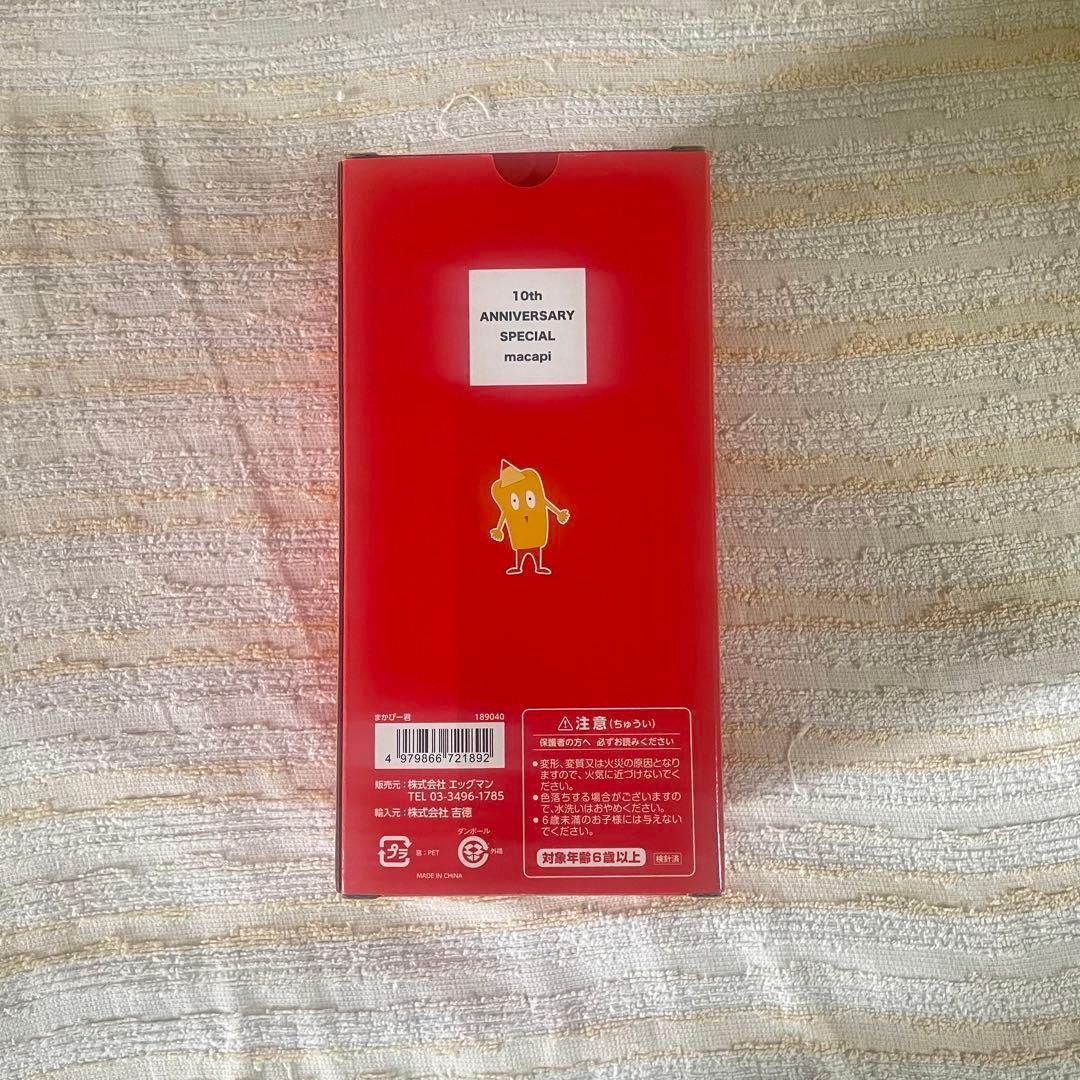 10th
ANNIVERSARY
SPECIAL
macapi
まかぴー君 189040
4 979866 721892
販売元：株式会社 エッグマン
TEL 03-3496-1785
輸入元：株式会社 吉徳
プラ
窓：PET
ダンボール
外箱
MADE IN CHINA
⚠注意(ちゅうい)
保護者の方へ 必ずお読みください
●変形、変質又は火災の原因となり
ますので、火気に近づけないでく
ださい。
●色落ちする場合がございますの
で、水洗いはおやめください。
●6歳未満のお子様には与えない
でください。
対象年齢6歳以上
検針済